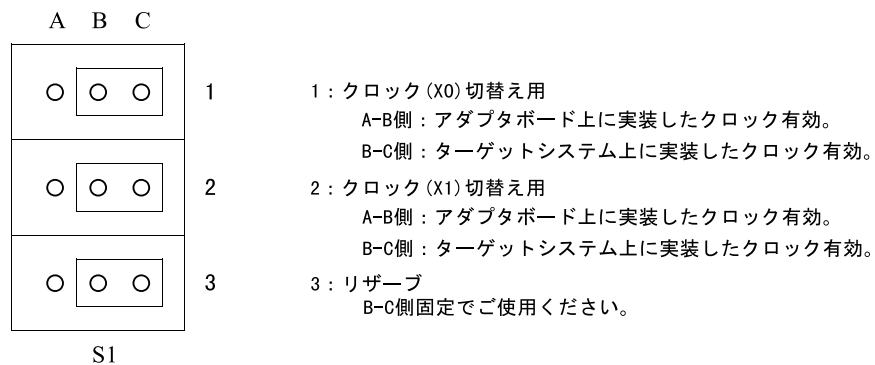 A B C
1
1：クロック(X0)切替え用
A-B側：アダプタボード上に実装したクロック有効。
B-C側：ターゲットシステム上に実装したクロック有効。
2
2：クロック(X1)切替え用
A-B側：アダプタボード上に実装したクロック有効。
B-C側：ターゲットシステム上に実装したクロック有効。
3
3：リザーブ
B-C側固定でご使用ください。
S1